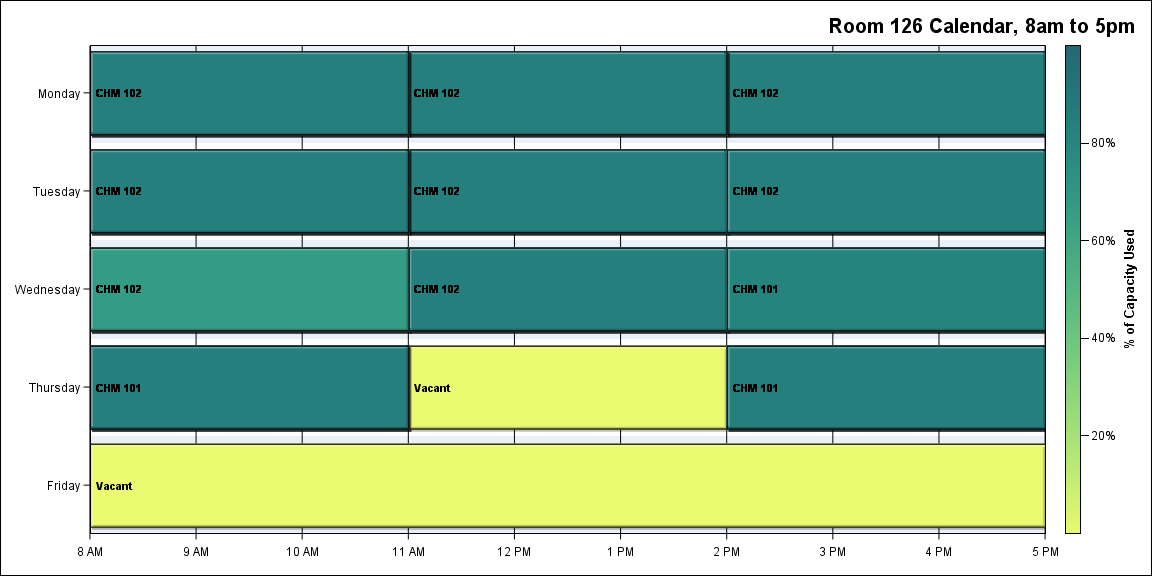 Room 126 Calendar, 8am to 5pm
Monday
CHM 102
CHM 102
CHM 102
Tuesday
CHM 102
CHM 102
CHM 102
Wednesday
CHM 102
CHM 102
CHM 101
Thursday
CHM 101
Vacant
CHM 101
Friday
Vacant
8 AM
9 AM
10 AM
11 AM
12 PM
1 PM
2 PM
3 PM
4 PM
5 PM
80%
60%
40%
20%
% of Capacity Used